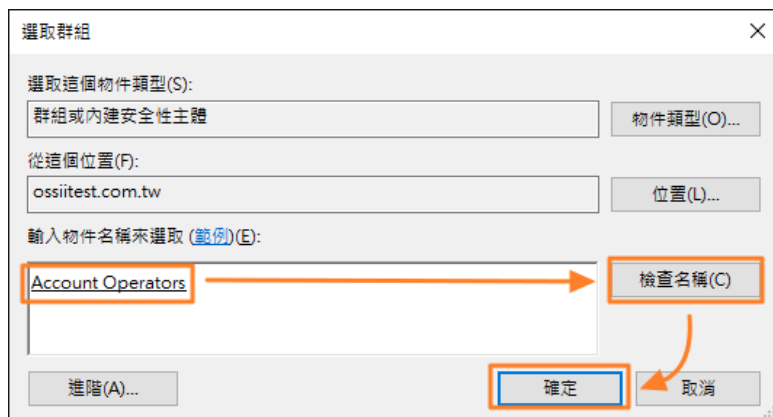 選取群組
選取這個物件類型(S):
群組或內建安全性主體
物件類型(O)...
從這個位置(F):
ossiitest.com.tw
位置(L)...
輸入物件名稱來選取 (範例)(E):
Account Operators
檢查名稱(C)
進階(A)...
確定
取消